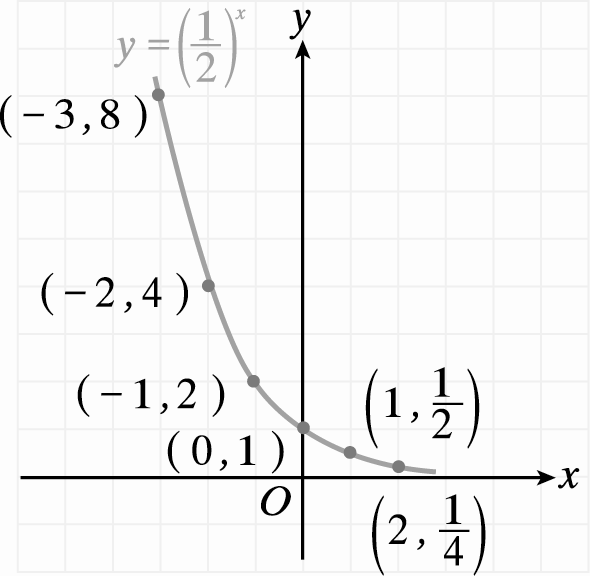 y
y = (1/2)^x
(-3,8)
(-2,4)
(-1,2)
(1, 1/2)
(0,1)
x
O
(2, 1/4)